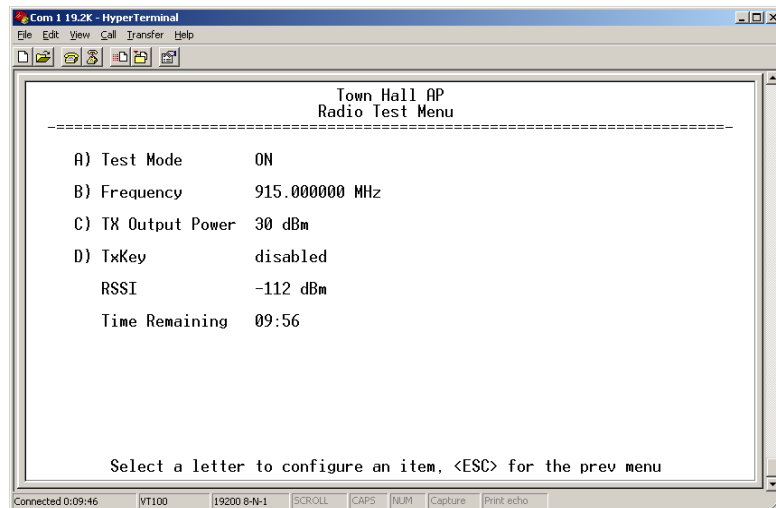 Com 1 19.2K - HyperTerminal
File Edit View Call Transfer Help
Town Hall AP
Radio Test Menu
-==========================================================================-
A) Test Mode ON
B) Frequency 915.000000 MHz
C) TX Output Power 30 dBm
D) TxKey disabled
RSSI -112 dBm
Time Remaining 09:56
Select a letter to configure an item, <ESC> for the prev menu
Connected 0:09:46 VT100 19200 8-N-1 SCROLL CAPS NUM Capture Print echo